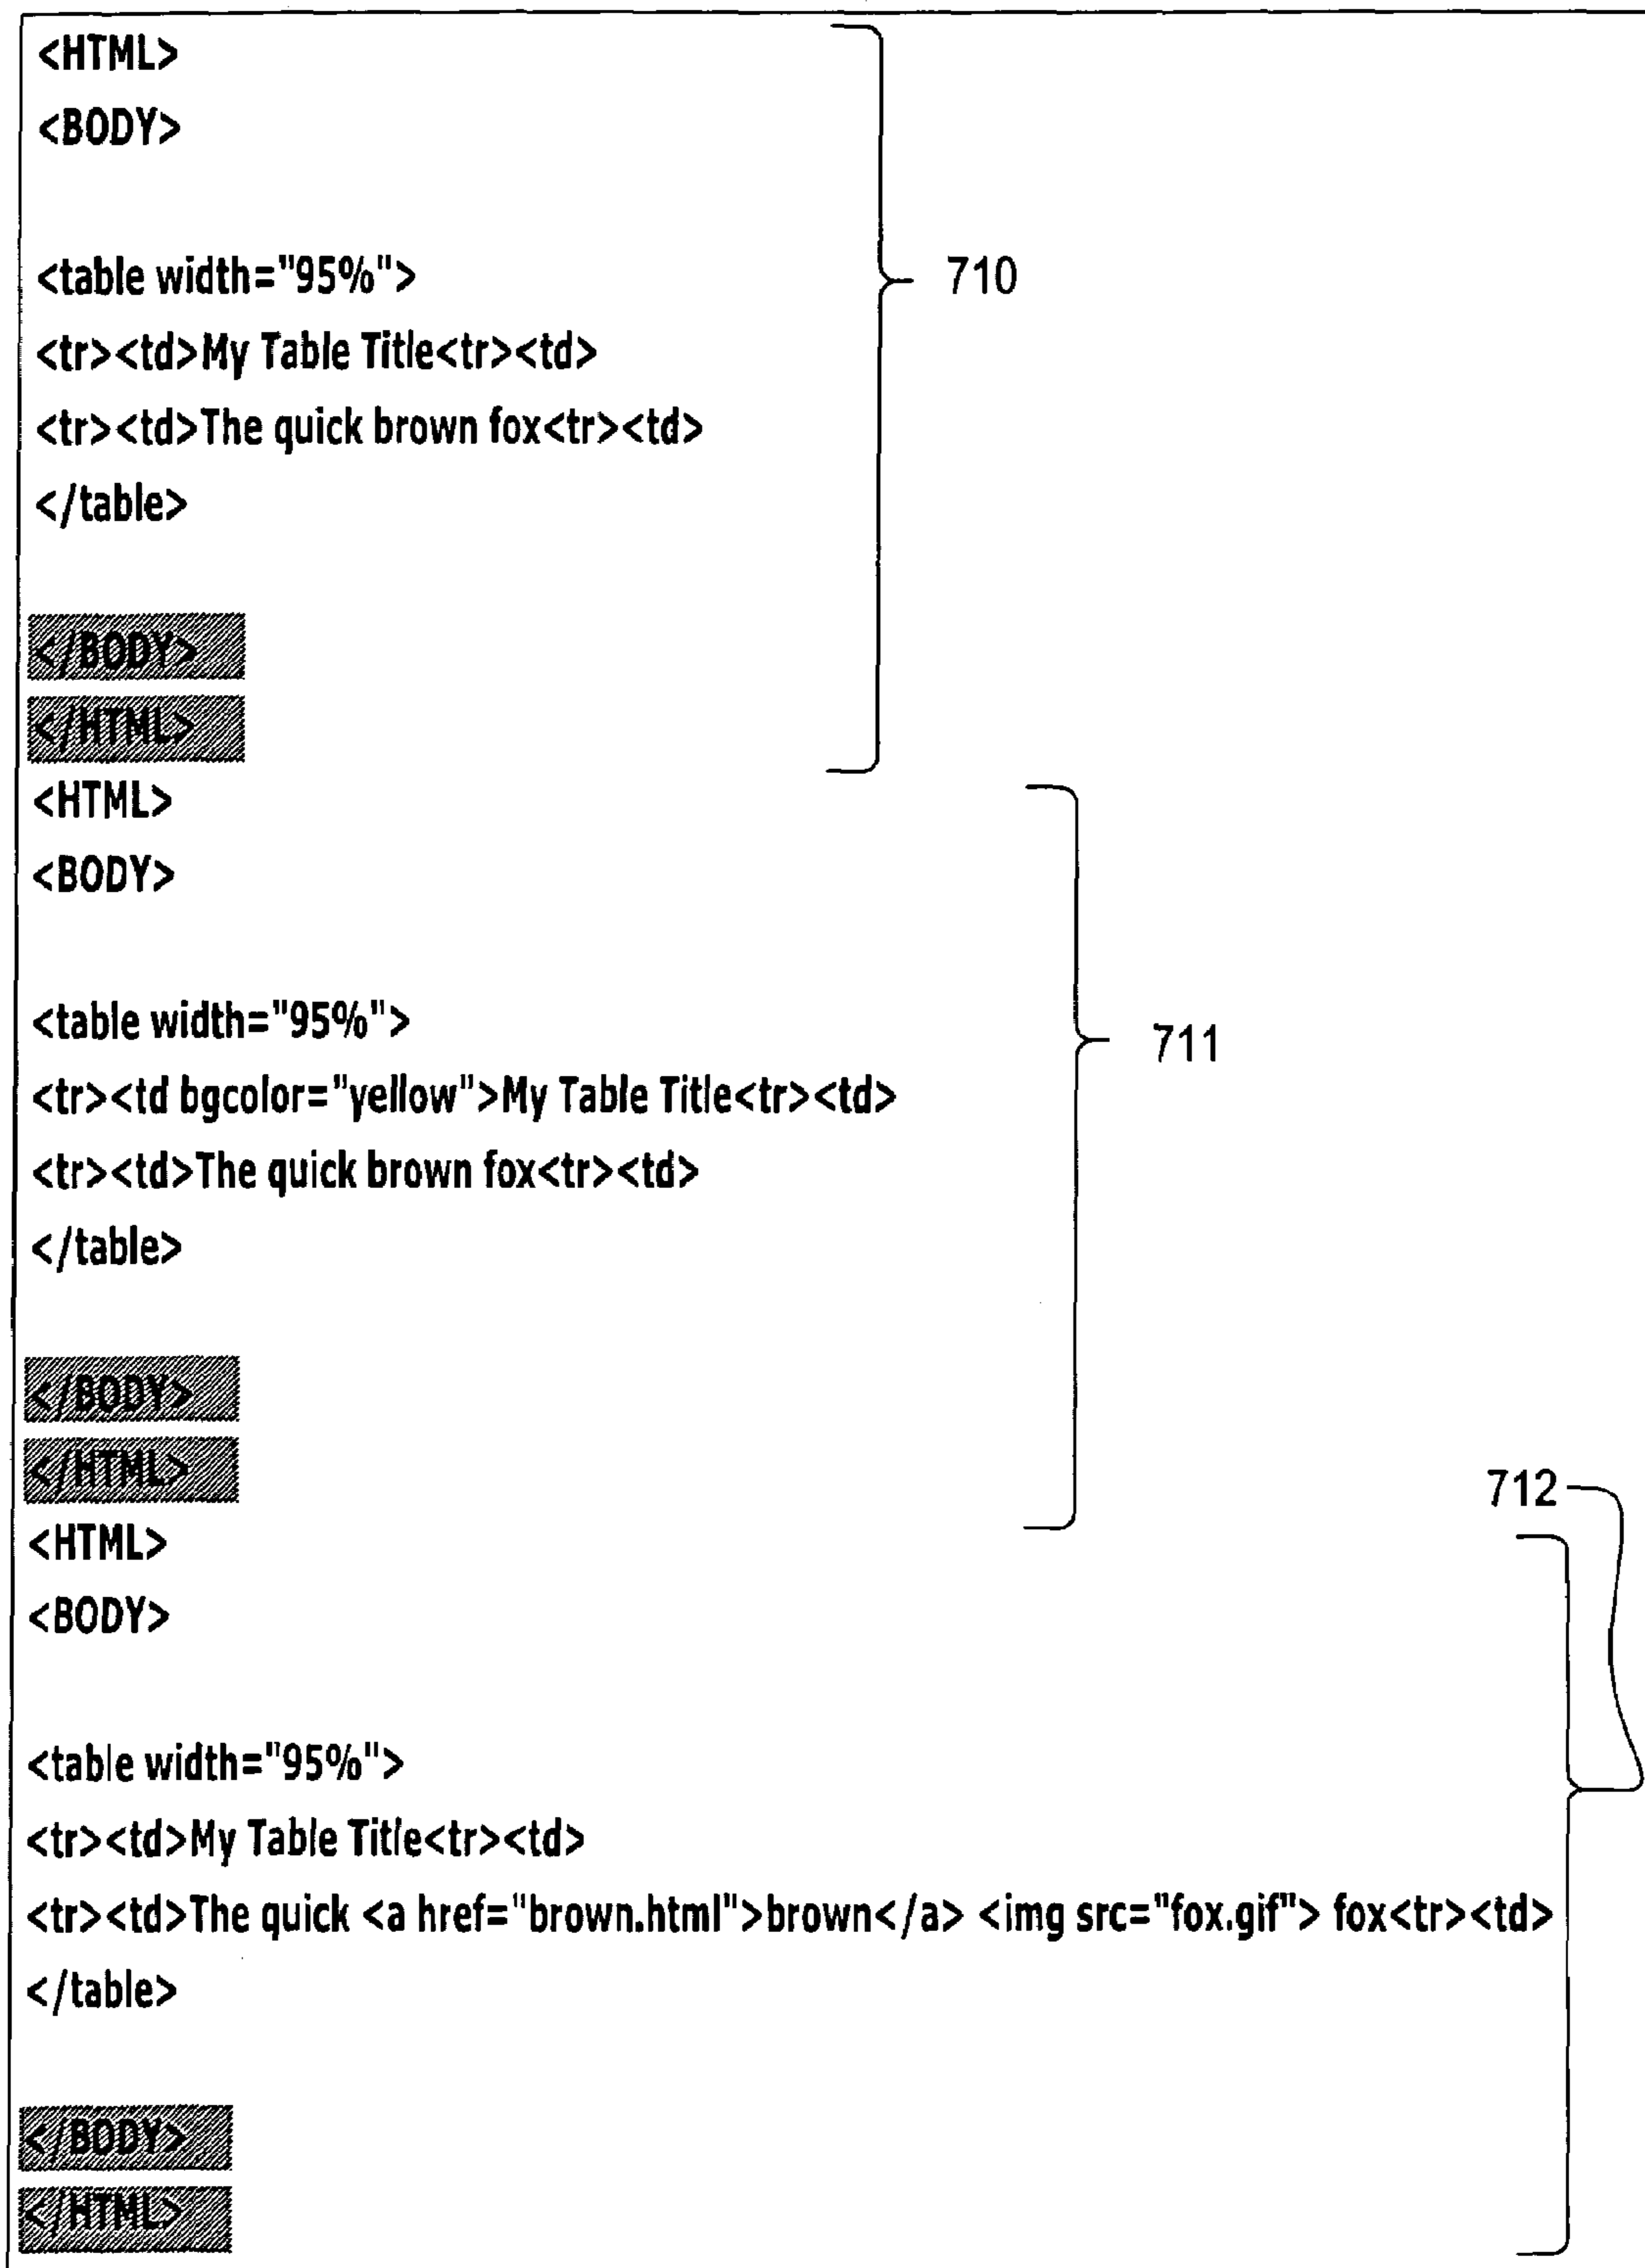 <HTML>
<BODY>
<table width="95%">
710
<tr><td>My Table Title<tr><td>
<tr><td>The quick brown fox<tr><td>
</table>
</BODY>
</HTML>
<HTML>
<BODY>
<table width="95%">
711
<tr><td bgcolor="yellow">My Table Title<tr><td>
<tr><td>The quick brown fox<tr><td>
</table>
</BODY>
</HTML>
712
<HTML>
<BODY>
<table width="95%">
<tr><td>My Table Title<tr><td>
<tr><td>The quick <a href="brown.html">brown</a> <img src="fox.gif"> fox<tr><td>
</table>
</BODY>
</HTML>